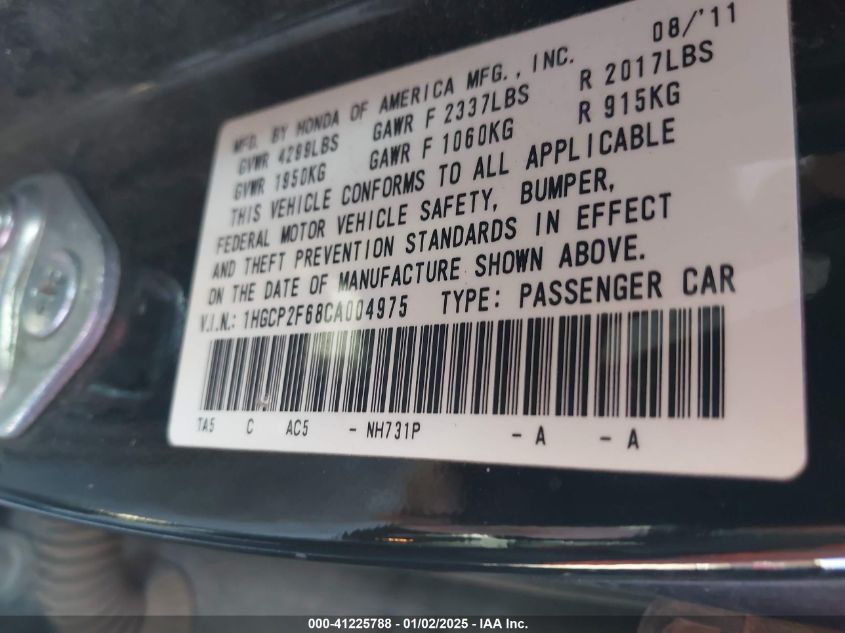 08/'11
MFD. BY HONDA OF AMERICA MFG., INC.
GVWR 4299LBS GAWR F 2337LBS R 2017LBS
GVWR 1950KG GAWR F 1060KG R 915KG
THIS VEHICLE CONFORMS TO ALL APPLICABLE
FEDERAL MOTOR VEHICLE SAFETY, BUMPER,
AND THEFT PREVENTION STANDARDS IN EFFECT
ON THE DATE OF MANUFACTURE SHOWN ABOVE.
V.I.N.: 1HGCP2F68CA004975 TYPE: PASSENGER CAR
TA5 C AC5 - NH731P - A - A
000-41225788 - 01/02/2025 - IAA Inc.